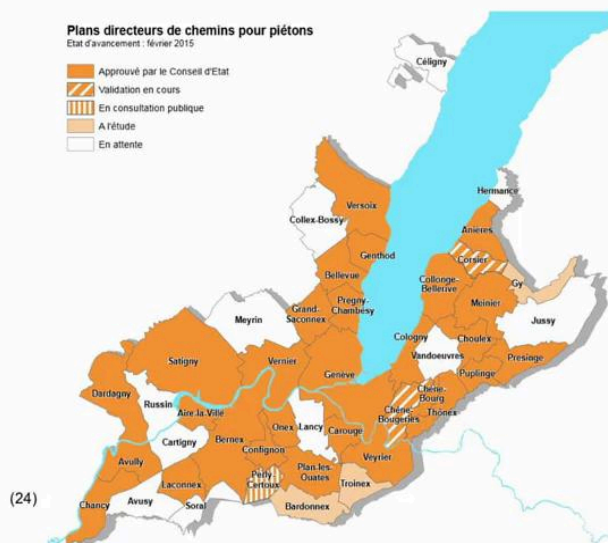 Plans directeurs de chemins pour piétons
Etat d'avancement : février 2015
Approuvé par le Conseil d'Etat
Validation en cours
En consultation publique
A l'étude
En attente
Céligny
Hermance
Versoix
Collex-Bossy
Anières
Genthod
Corsier
Bellevue
Collonge-
Bellerive
Gy
Pregny-
Chambésy
Meinier
Grand-
Saconnex
Meyrin
Jussy
Cologny
Choulex
Vandoeuvres
Presinge
Satigny
Vernier
Genève
Puplinge
Dardagny
Chêne-
Bourg
Russin
Aire-la-Ville
Chêne-
Bougeries
Thônex
Lancy
Onex
Carouge
Cartigny
Bernex
Confignon
Veyrier
Avully
Plan-les-
Ouates
Perly-
Certoux
Laconnex
Troinex
Avusy
Soral
Chancy
Bardonnex
(24)